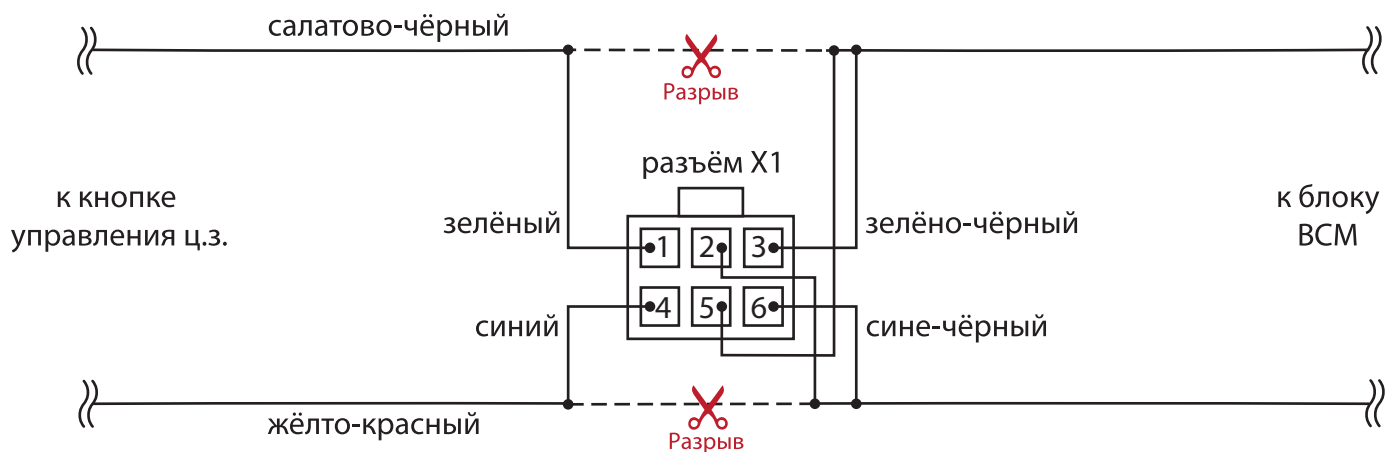 салатово-чёрный
Разрыв
разъём X1
к кнопке
управления ц.з.
зелёный
зелёно-чёрный
к блоку
BCM
1 2 3
4 5 6
синий
сине-чёрный
жёлто-красный
Разрыв